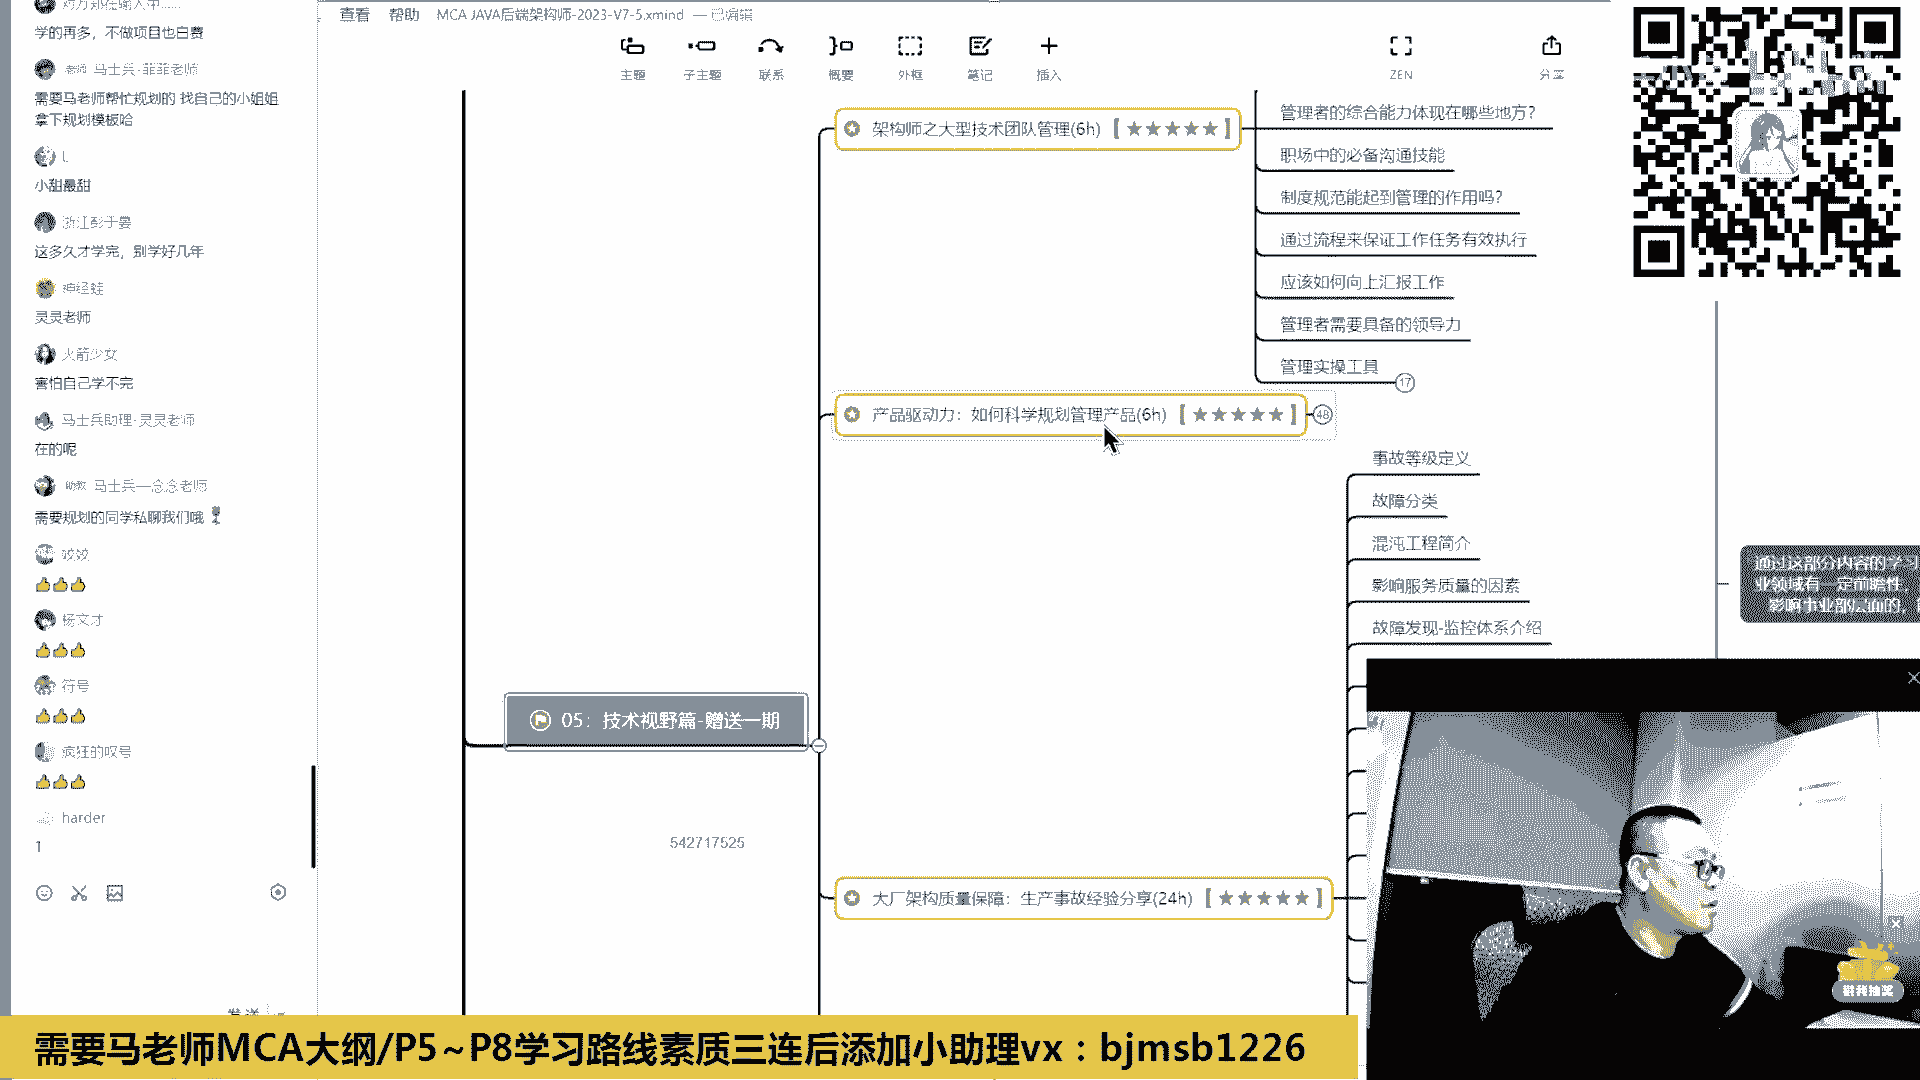 学的再多，不做项目也白费
老师 马士兵-菲菲老师
需要马老师帮忙规划的 找自己的小姐姐
拿下规划模板哈
L
小甜最甜
浙江彭于晏
这多久才学完，别学好几年
神经蛙
灵灵老师
火箭少女
害怕自己学不完
马士兵助理-灵灵老师
在的呢
助教 马士兵—念念老师
需要规划的同学私聊我们哦
杨文才
符号
疯狂的叹号
harder
1
查看 帮助 MCA JAVA后端架构师-2023-V7-5.xmind — 已编辑
主题 子主题 联系 概要 外框 笔记 插入 ZEN 分享
架构师之大型技术团队管理(6h) 【★★★★★】
管理者的综合能力体现在哪些地方？
职场中的必备沟通技能
制度规范能起到管理的作用吗？
通过流程来保证工作任务有效执行
应该如何向上汇报工作
管理者需要具备的领导力
管理实操工具 17
产品驱动力：如何科学规划管理产品(6h) 【★★★★★】 48
事故等级定义
故障分类
混沌工程简介
影响服务质量的因素
故障发现-监控体系介绍
通过这部分内容的学习
业领域有一定前瞻性，
影响事业部层面的，
05：技术视野篇-赠送一期
542717525
大厂架构质量保障：生产事故经验分享(24h) 【★★★★★】
戳我抽奖
需要马老师MCA大纲/P5~P8学习路线素质三连后添加小助理vx：bjmsb1226